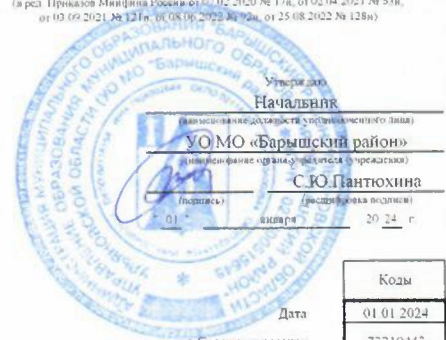 (в ред. Приказов Минфина России от 07.02.2020 № 17н, от 02.04.2021 № 53н,
от 03.09.2021 № 121н, от 08.06.2022 № 92н, от 25.08.2022 № 128н)
Утверждаю
Начальник
(наименование должности уполномоченного лица)
УО МО «Барышский район»
(наименование органа-учредителя (учреждения)
С.Ю.Пантюхина
(подпись) (расшифровка подписи)
" 01 " января 20 24 г.
Коды
Дата 01 01 2024